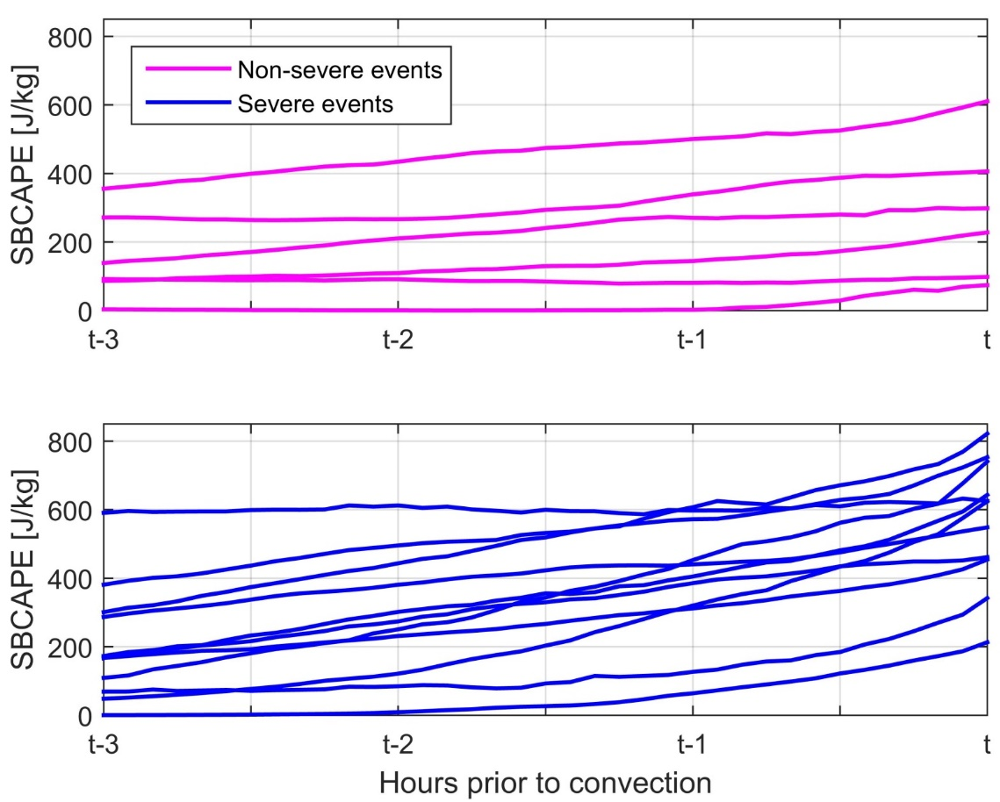 SBCAPE [J/kg]
800
600
400
200
0
Non-severe events
Severe events
t-3 t-2 t-1 t
SBCAPE [J/kg]
800
600
400
200
0
t-3 t-2 t-1 t
Hours prior to convection